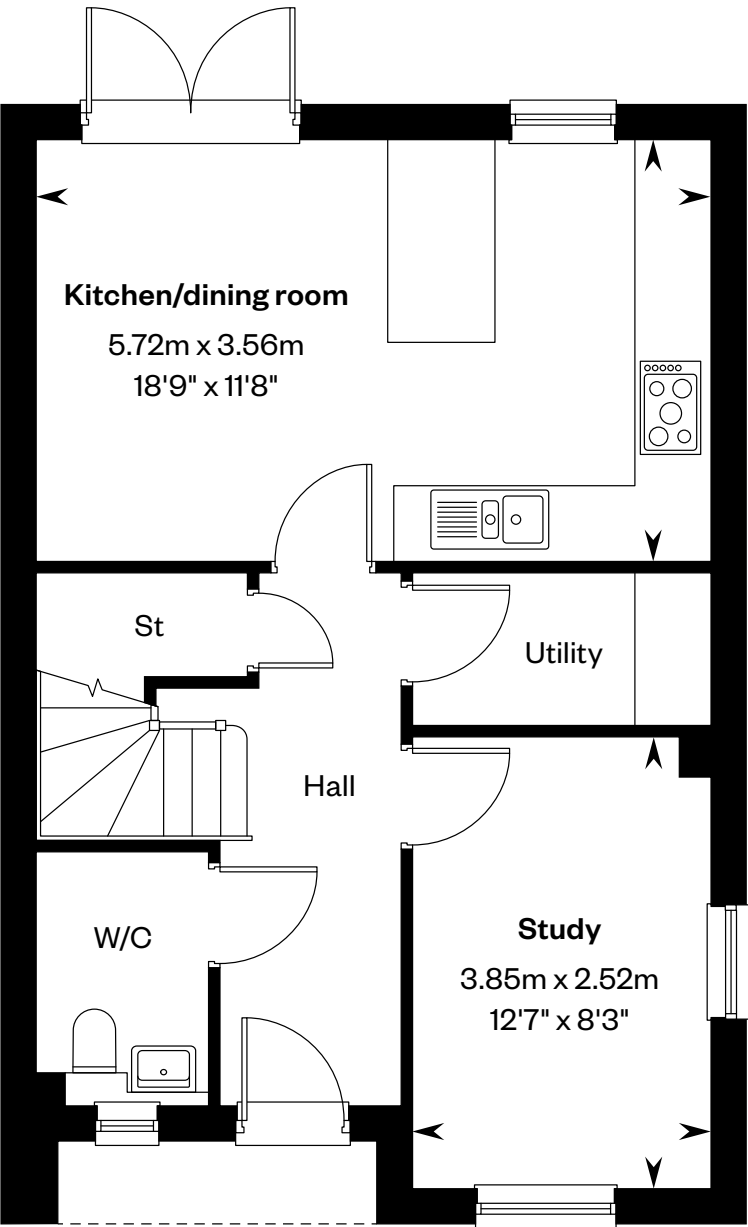 Kitchen/dining room
5.72m x 3.56m
18'9" x 11'8"
St
Utility
Hall
W/C
Study
3.85m x 2.52m
12'7" x 8'3"